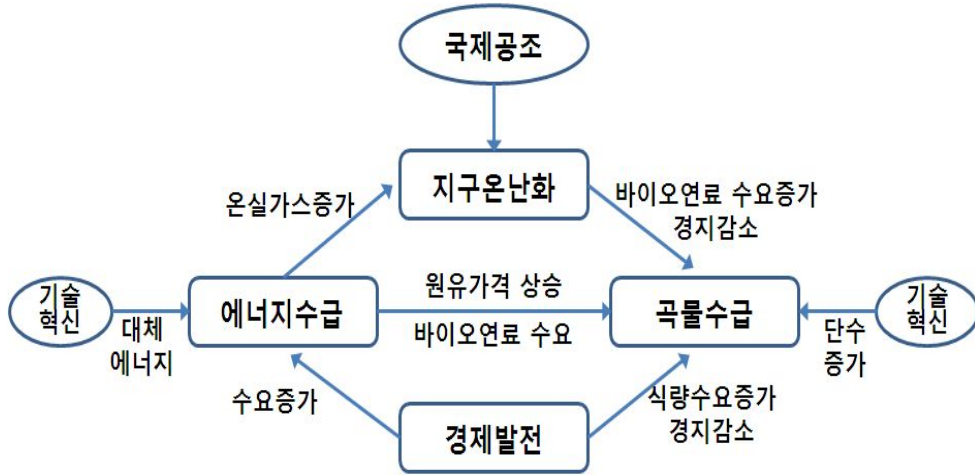 국제공조
지구온난화
온실가스증가
바이오연료 수요증가
경지감소
기술
혁신
대체
에너지
에너지수급
원유가격 상승
바이오연료 수요
곡물수급
단수
증가
기술
혁신
수요증가
경제발전
식량수요증가
경지감소